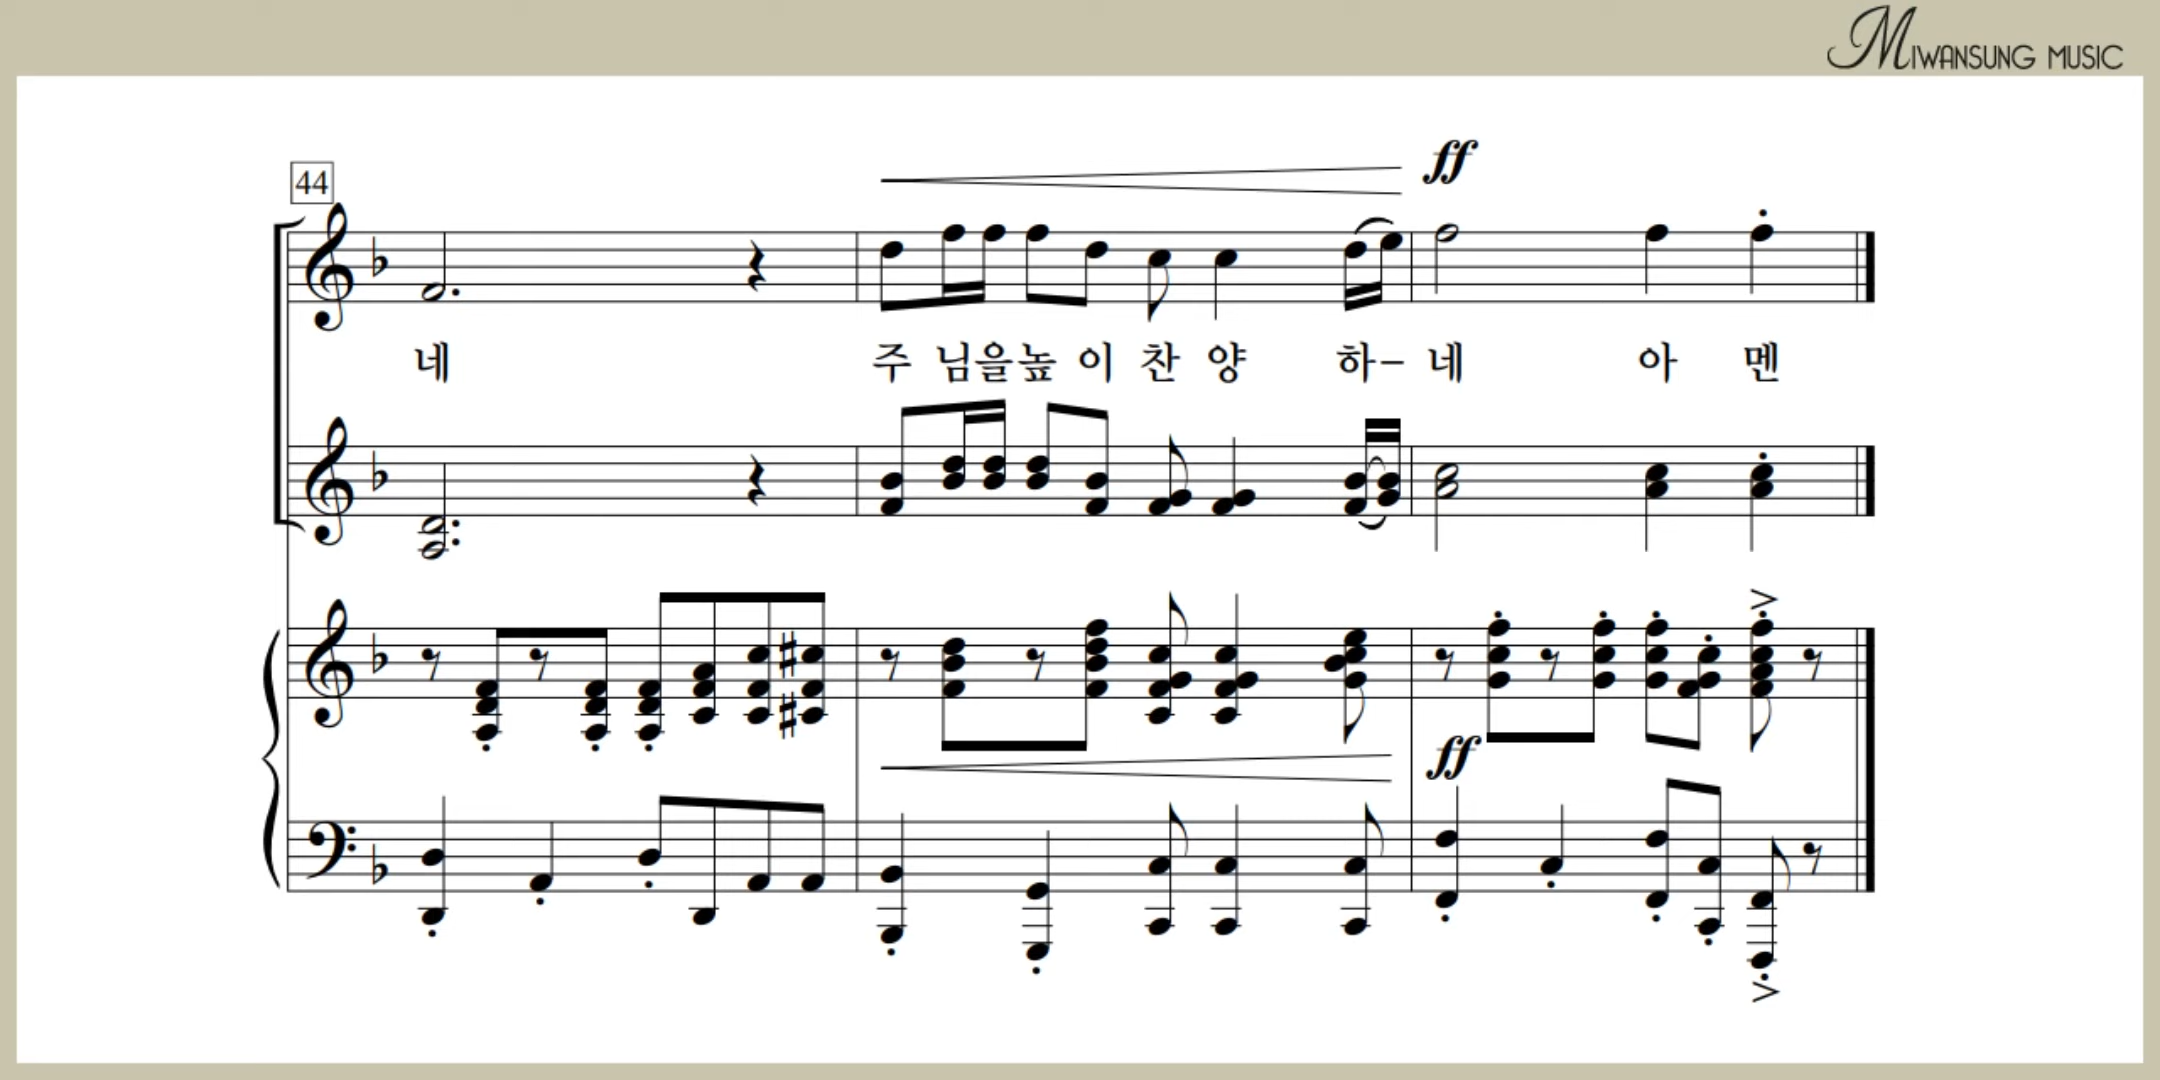 MIWANSUNG MUSIC
44
ff
네 주 님을높 이 찬 양 하- 네 아 멘
ff